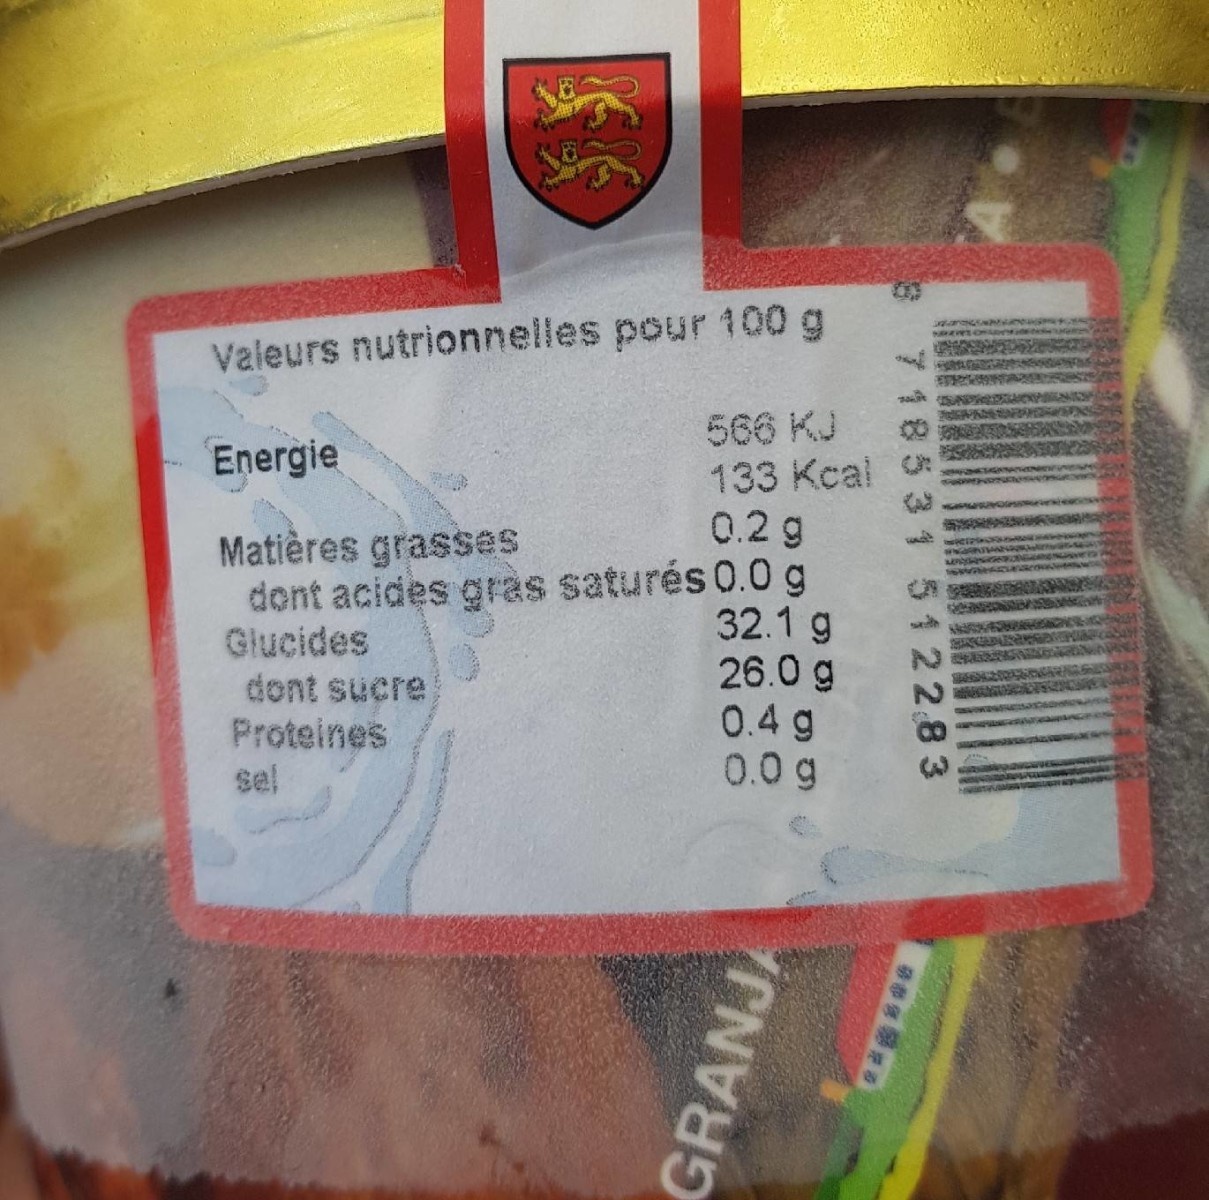 Valeurs nutrionnelles pour 100 g
Energie 566 KJ
133 Kcal
Matières grasses 0.2 g
dont acides gras saturés 0.0 g
Glucides 32.1 g
dont sucre 26.0 g
Proteines 0.4 g
sel 0.0 g
8 718531 512283
GRANJA